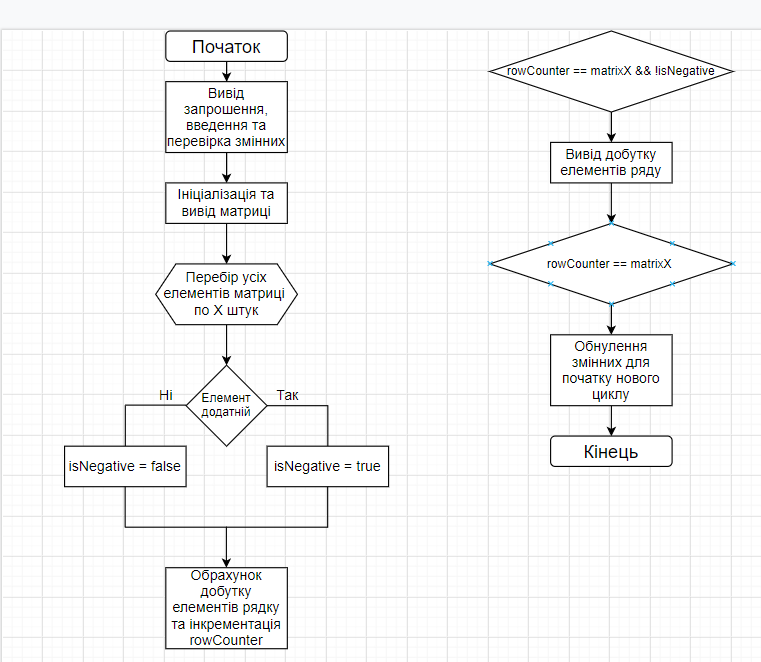 Початок
Вивід
запрошення,
введення та
перевірка змінних
Ініціалізація та
вивід матриці
Перебір усіх
елементів матриці
по X штук
Ні
Елемент
додатній
Так
isNegative = false
isNegative = true
Обрахунок
добутку
елементів рядку
та інкрементація
rowCounter
rowCounter == matrixX && !isNegative
Вивід добутку
елементів ряду
rowCounter == matrixX
Обнулення
змінних для
початку нового
циклу
Кінець